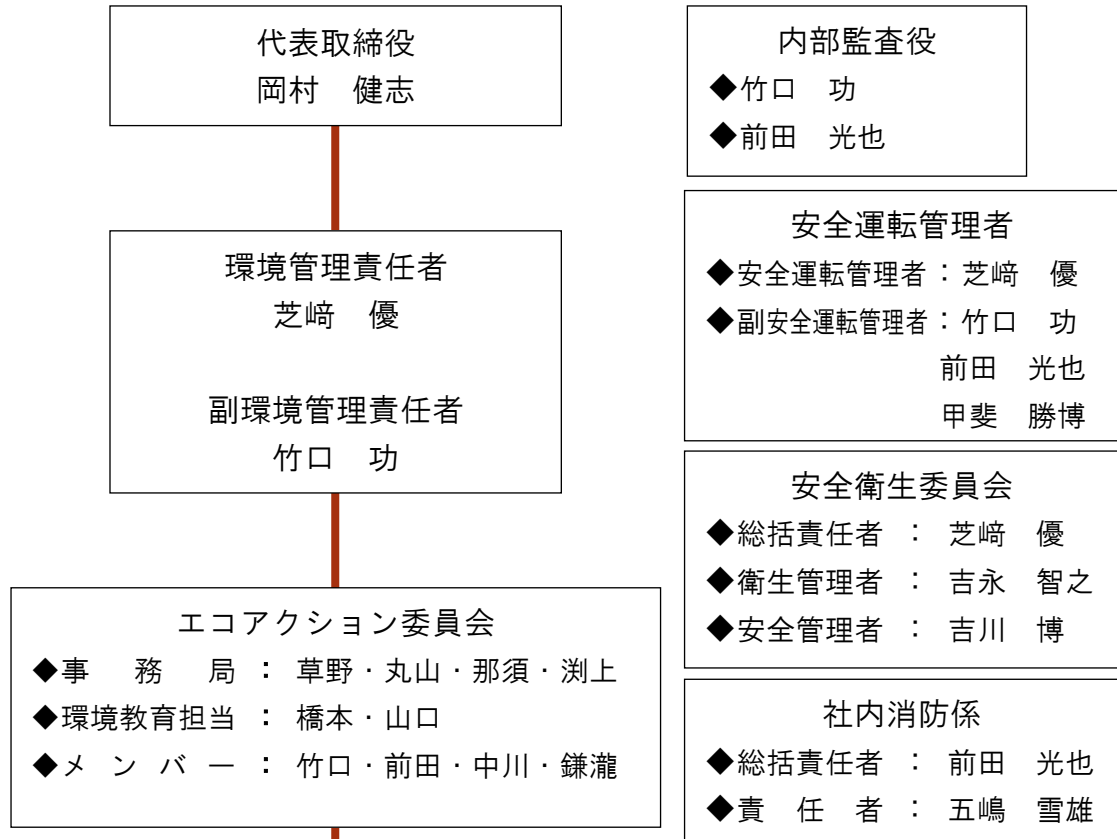 代表取締役
岡村　健志
環境管理責任者
芝﨑　優
副環境管理責任者
竹口　功
エコアクション委員会
◆事　務　局　：　草野・丸山・那須・渕上
◆環境教育担当　：　橋本・山口
◆メ　ン　バ　ー　：　竹口・前田・中川・鎌瀧
内部監査役
◆竹口　功
◆前田　光也
安全運転管理者
◆安全運転管理者：芝﨑　優
◆副安全運転管理者：竹口　功
前田　光也
甲斐　勝博
安全衛生委員会
◆総括責任者　：　芝﨑　優
◆衛生管理者　：　吉永　智之
◆安全管理者　：　吉川　博
社内消防係
◆総括責任者　：　前田　光也
◆責　任　者　：　五嶋　雪雄